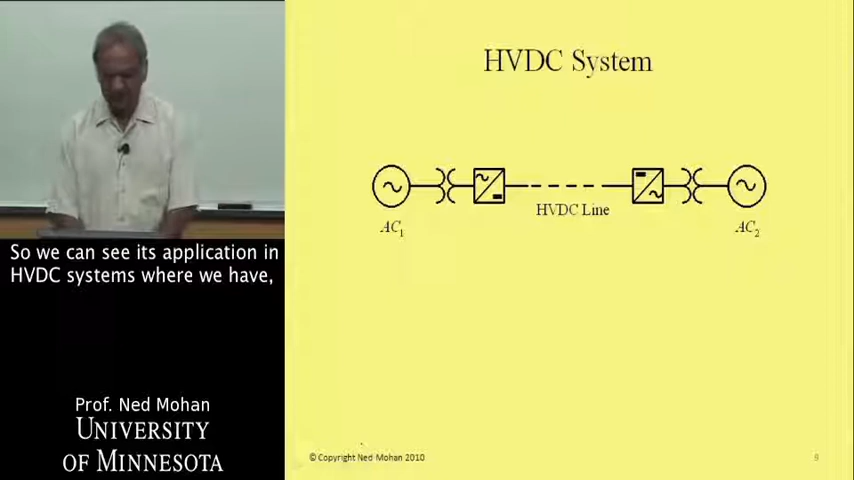 HVDC System
HVDC Line
AC1
AC2
So we can see its application in
HVDC systems where we have,
Prof. Ned Mohan
UNIVERSITY
OF MINNESOTA
© Copyright Ned Mohan 2010
9